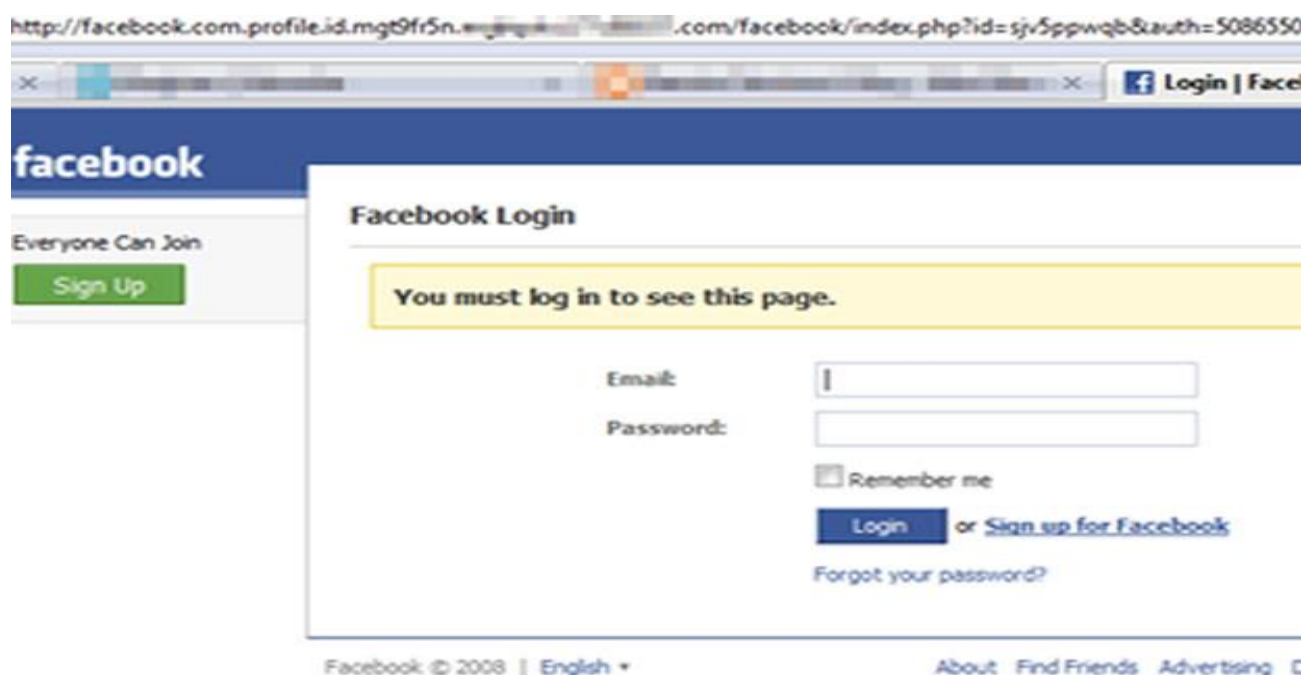 http://facebook.com.profile.id.mgt9fr5n. .com/facebook/index.php?id=sjv5ppwqb&auth=5086550
Login | Face
facebook
Everyone Can Join
Sign Up
Facebook Login
You must log in to see this page.
Email:
Password:
Remember me
Login or Sign up for Facebook
Forgot your password?
Facebook © 2008 | English
About Find Friends Advertising D